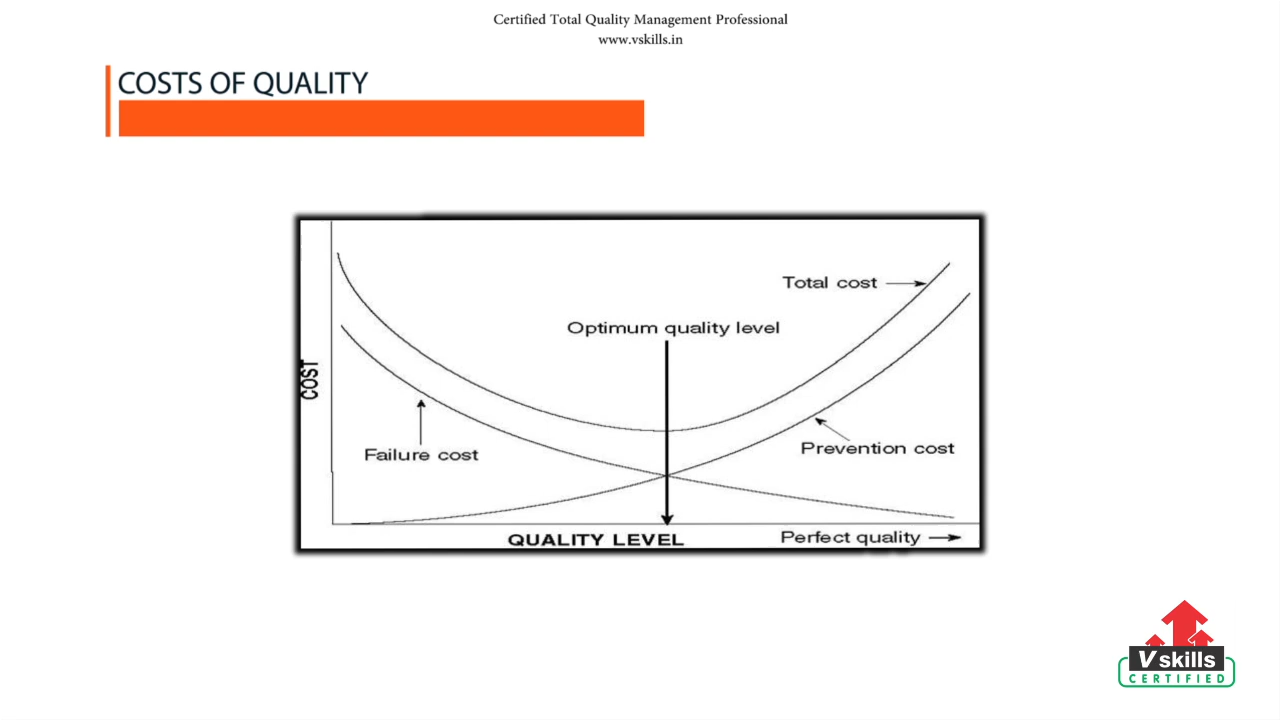 Certified Total Quality Management Professional
www.vskills.in
COSTS OF QUALITY
Total cost
Optimum quality level
COST
Failure cost
Prevention cost
QUALITY LEVEL
Perfect quality
V skills
CERTIFIED